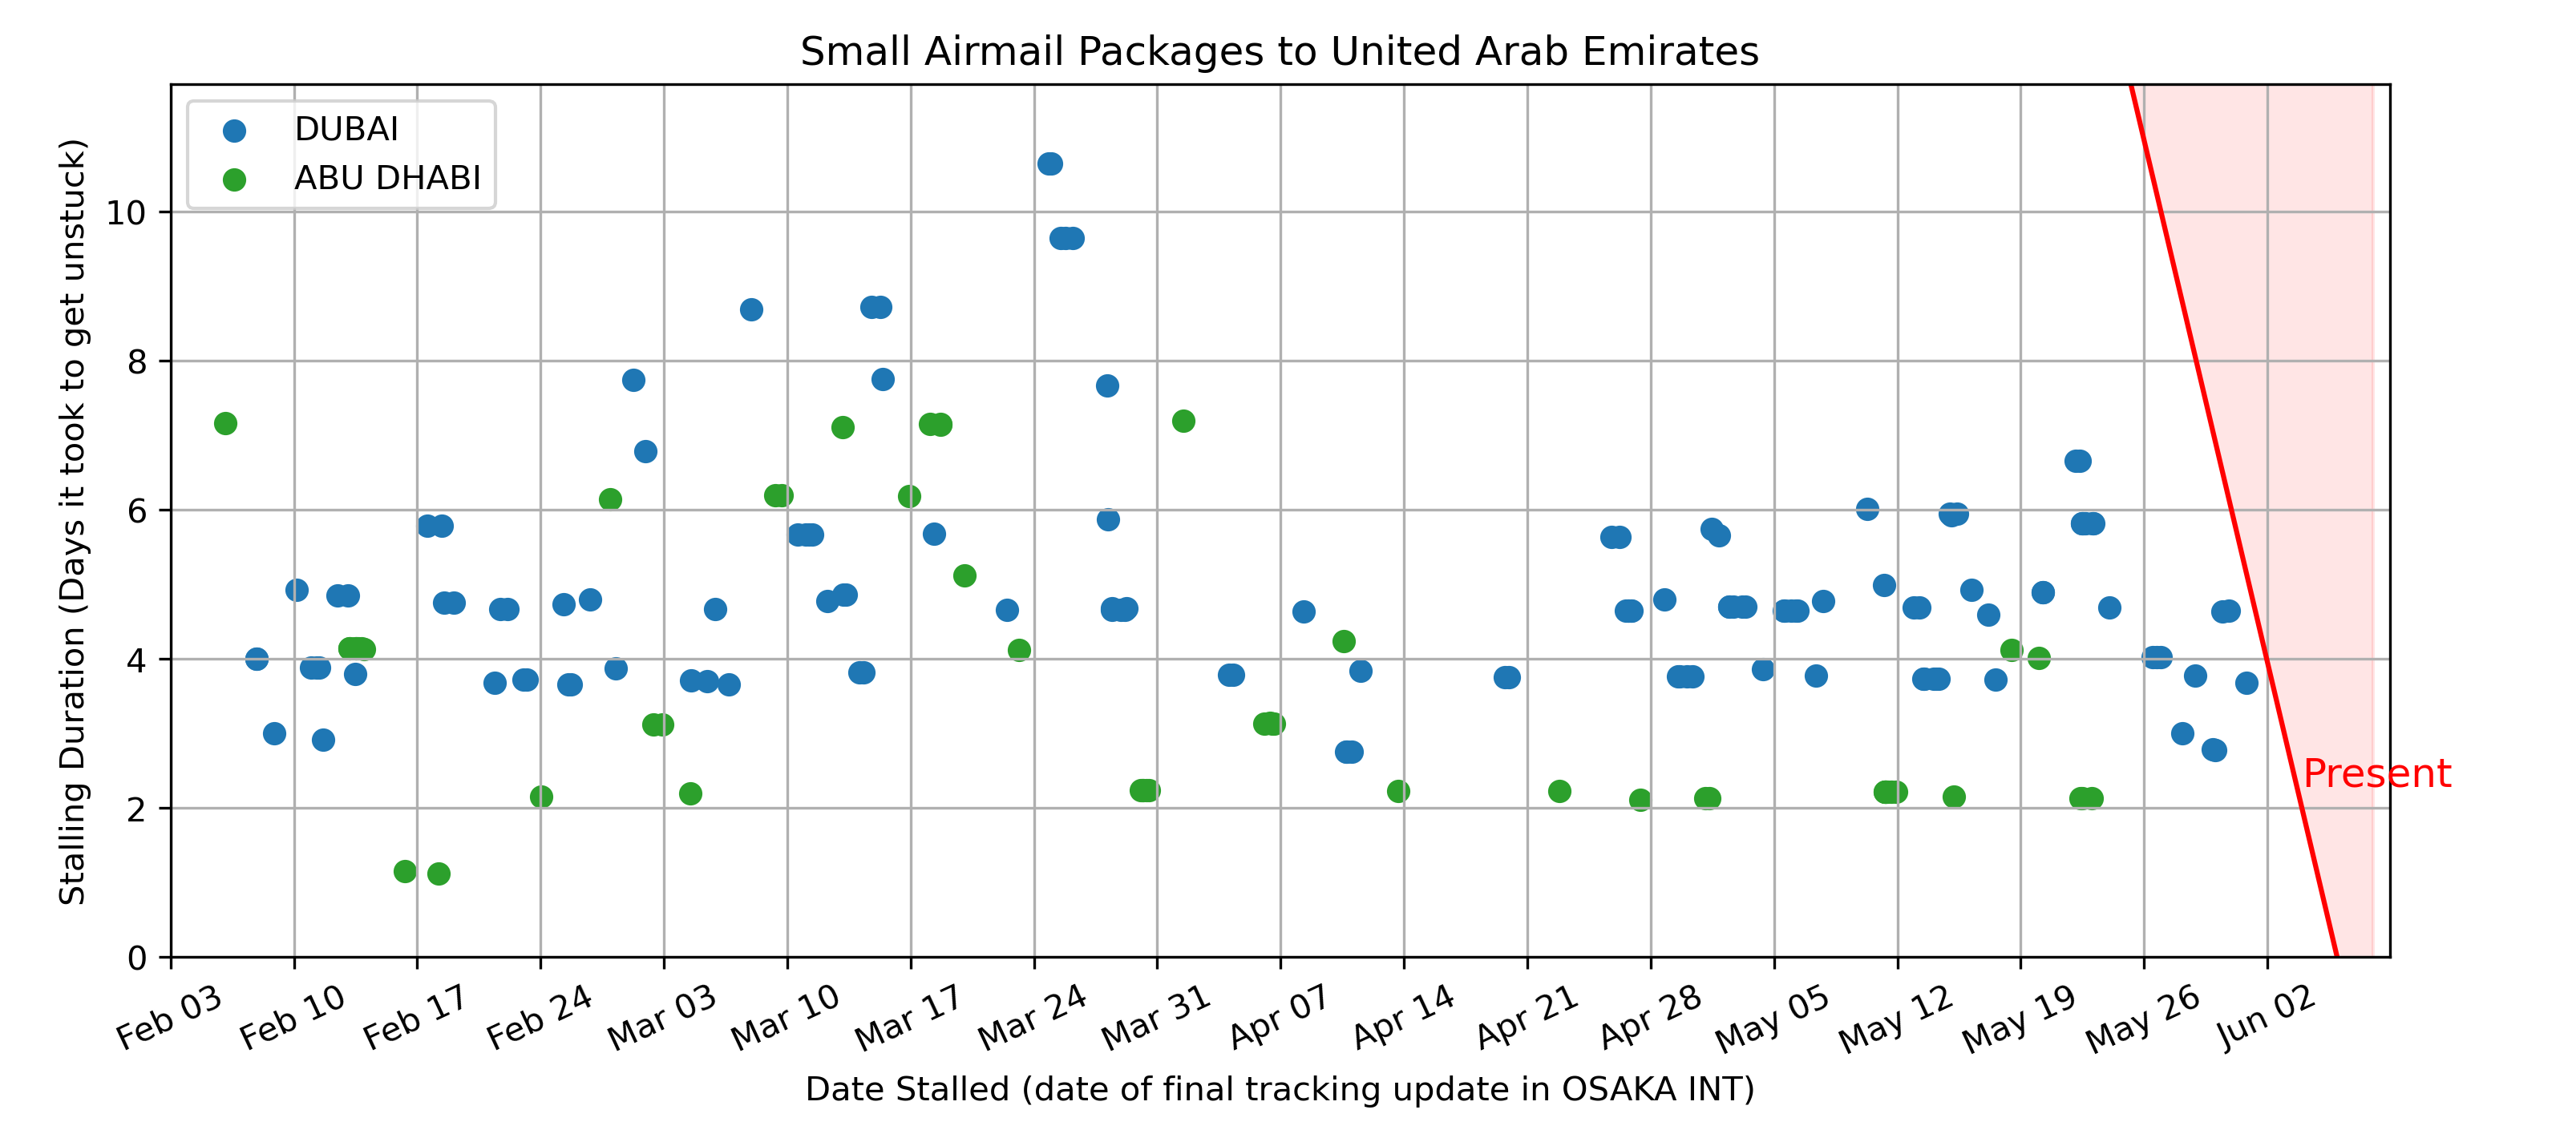 Small Airmail Packages to United Arab Emirates
DUBAI
ABU DHABI
Stalling Duration (Days it took to get unstuck)
10
8
6
4
2
0
Present
Feb 03
Feb 10
Feb 17
Feb 24
Mar 03
Mar 10
Mar 17
Mar 24
Mar 31
Apr 07
Apr 14
Apr 21
Apr 28
May 05
May 12
May 19
May 26
Jun 02
Date Stalled (date of final tracking update in OSAKA INT)